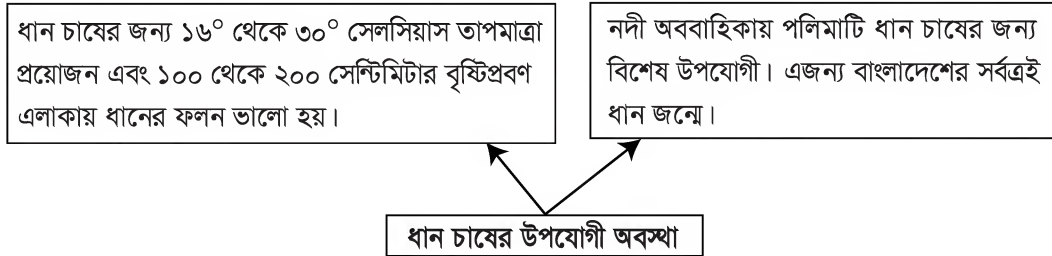 ধান চাষের জন্য ১৬° থেকে ৩০° সেলসিয়াস তাপমাত্রা
প্রয়োজন এবং ১০০ থেকে ২০০ সেন্টিমিটার বৃষ্টিপ্রবণ
এলাকায় ধানের ফলন ভালো হয়।
নদী অববাহিকায় পলিমাটি ধান চাষের জন্য
বিশেষ উপযোগী। এজন্য বাংলাদেশের সর্বত্রই
ধান জন্মে।
ধান চাষের উপযোগী অবস্থা